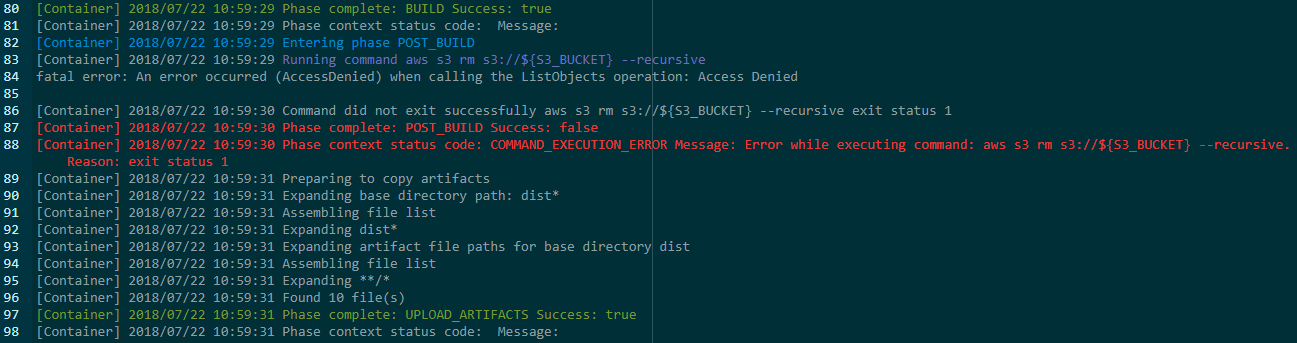 80 [Container] 2018/07/22 10:59:29 Phase complete: BUILD Success: true
81 [Container] 2018/07/22 10:59:29 Phase context status code:  Message:
82 [Container] 2018/07/22 10:59:29 Entering phase POST_BUILD
83 [Container] 2018/07/22 10:59:29 Running command aws s3 rm s3://${S3_BUCKET} --recursive
84 fatal error: An error occurred (AccessDenied) when calling the ListObjects operation: Access Denied
85
86 [Container] 2018/07/22 10:59:30 Command did not exit successfully aws s3 rm s3://${S3_BUCKET} --recursive exit status 1
87 [Container] 2018/07/22 10:59:30 Phase complete: POST_BUILD Success: false
88 [Container] 2018/07/22 10:59:30 Phase context status code: COMMAND_EXECUTION_ERROR Message: Error while executing command: aws s3 rm s3://${S3_BUCKET} --recursive.
Reason: exit status 1
89 [Container] 2018/07/22 10:59:31 Preparing to copy artifacts
90 [Container] 2018/07/22 10:59:31 Expanding base directory path: dist*
91 [Container] 2018/07/22 10:59:31 Assembling file list
92 [Container] 2018/07/22 10:59:31 Expanding dist*
93 [Container] 2018/07/22 10:59:31 Expanding artifact file paths for base directory dist
94 [Container] 2018/07/22 10:59:31 Assembling file list
95 [Container] 2018/07/22 10:59:31 Expanding **/*
96 [Container] 2018/07/22 10:59:31 Found 10 file(s)
97 [Container] 2018/07/22 10:59:31 Phase complete: UPLOAD_ARTIFACTS Success: true
98 [Container] 2018/07/22 10:59:31 Phase context status code:  Message: